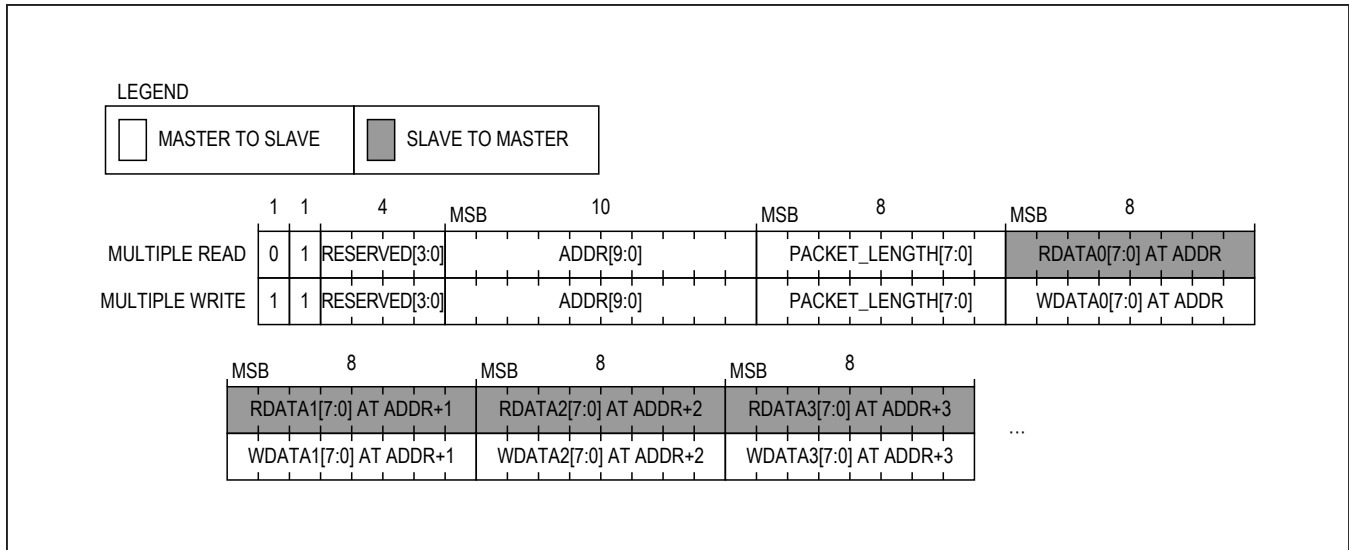 LEGEND
MASTER TO SLAVE SLAVE TO MASTER
1 1 4 MSB 10 MSB 8 MSB 8
MULTIPLE READ 0 1 RESERVED[3:0] ADDR[9:0] PACKET_LENGTH[7:0] RDATA0[7:0] AT ADDR
MULTIPLE WRITE 1 1 RESERVED[3:0] ADDR[9:0] PACKET_LENGTH[7:0] WDATA0[7:0] AT ADDR
MSB 8 MSB 8 MSB 8
RDATA1[7:0] AT ADDR+1 RDATA2[7:0] AT ADDR+2 RDATA3[7:0] AT ADDR+3
...
WDATA1[7:0] AT ADDR+1 WDATA2[7:0] AT ADDR+2 WDATA3[7:0] AT ADDR+3